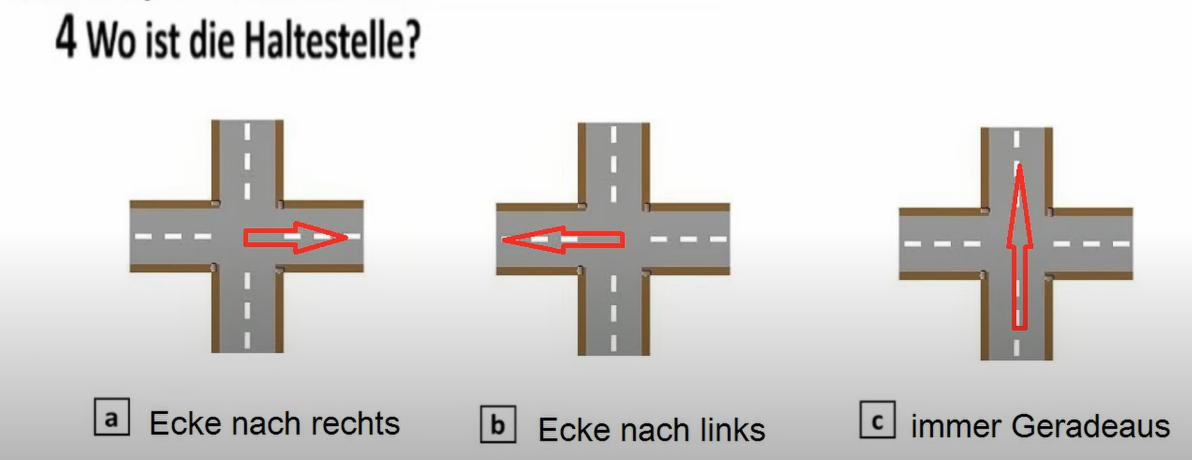 4 Wo ist die Haltestelle?
a Ecke nach rechts
b Ecke nach links
c immer Geradeaus